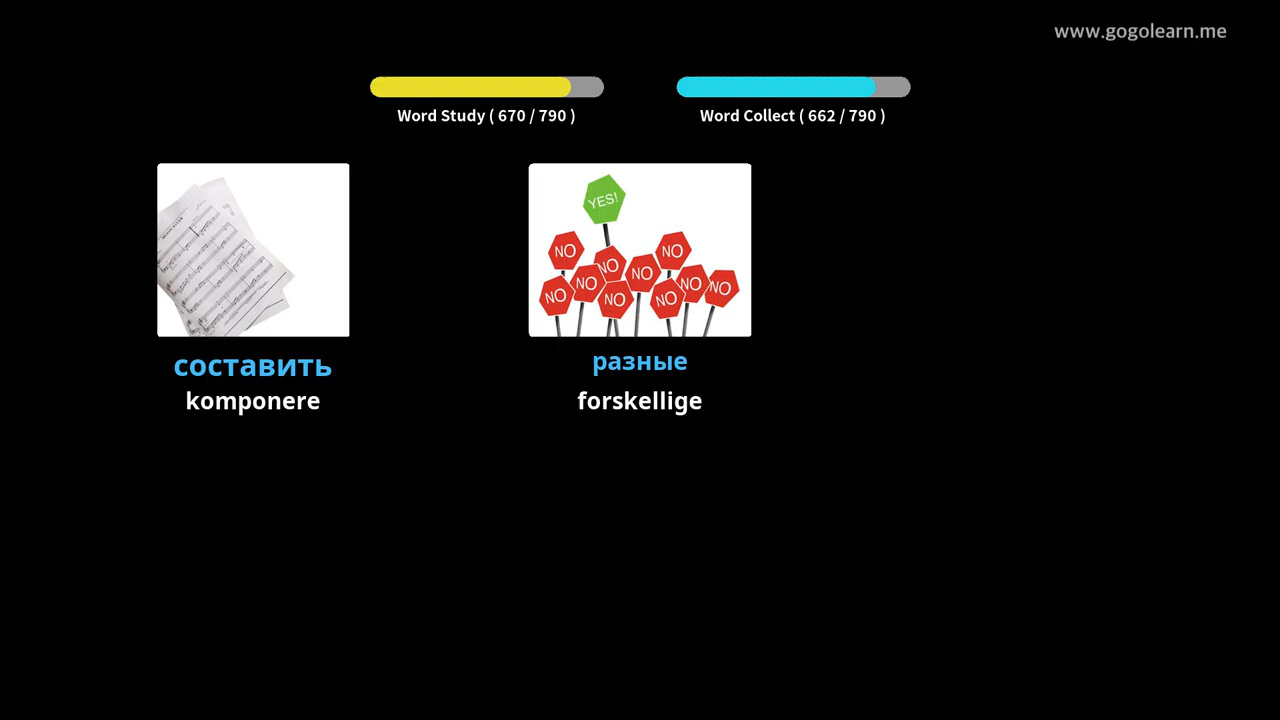 www.gogolearn.me
Word Study ( 670 / 790 )
Word Collect ( 662 / 790 )
YES!
NO
NO
NO
NO
NO
NO
NO
NO
NO
NO
составить
разные
komponere
forskellige